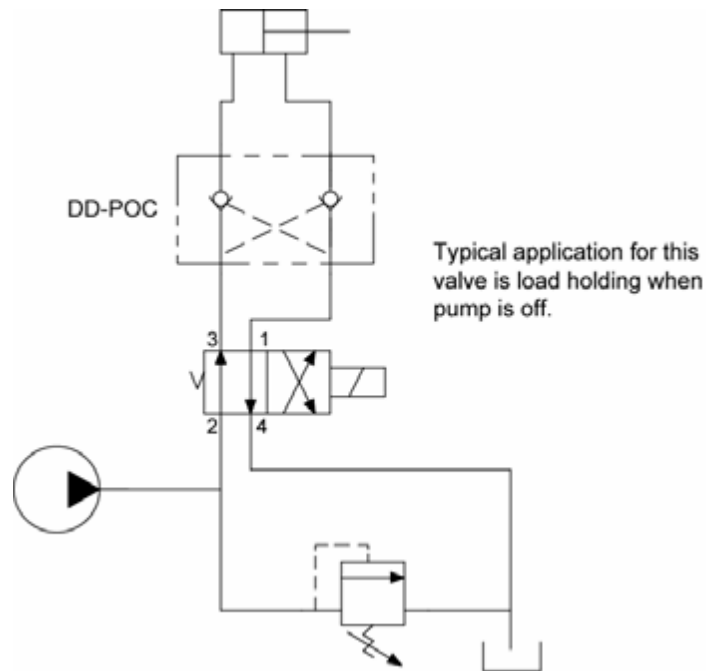 DD-POC
Typical application for this
valve is load holding when
pump is off.
3 1
2 4